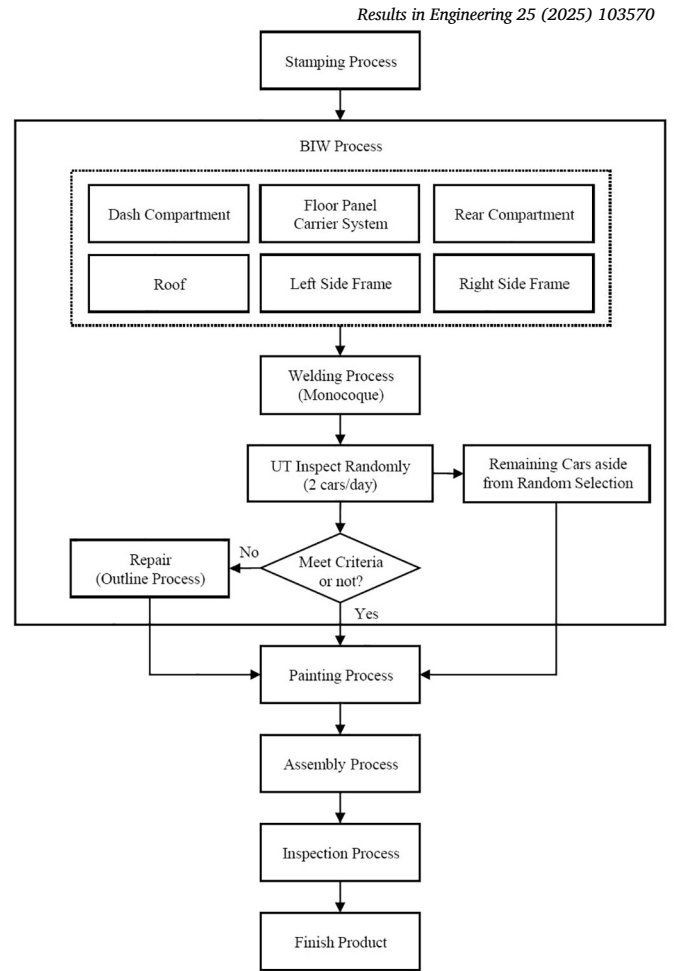 Results in Engineering 25 (2025) 103570
Stamping Process
BIW Process
Dash Compartment
Floor Panel
Carrier System
Rear Compartment
Roof
Left Side Frame
Right Side Frame
Welding Process
(Monocoque)
UT Inspect Randomly
(2 cars/day)
Remaining Cars aside
from Random Selection
Meet Criteria
or not?
No
Repair
(Outline Process)
Yes
Painting Process
Assembly Process
Inspection Process
Finish Product